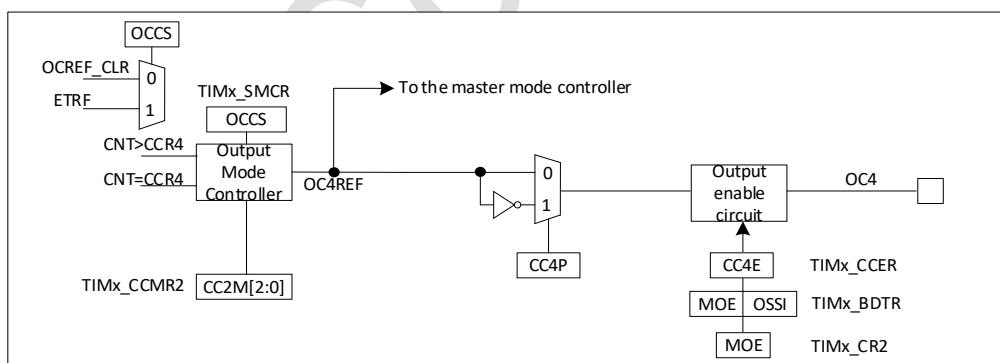 OCCS
OCREF_CLR
0
ETRF
1
TIMx_SMCR
OCCS
To the master mode controller
CNT>CCR4
CNT=CCR4
Output
Mode
Controller
OC4REF
0
1
Output
enable
circuit
OC4
CC4P
CC4E
TIMx_CCER
TIMx_CCMR2
CC2M[2:0]
MOE OSSI
TIMx_BDTR
MOE
TIMx_CR2